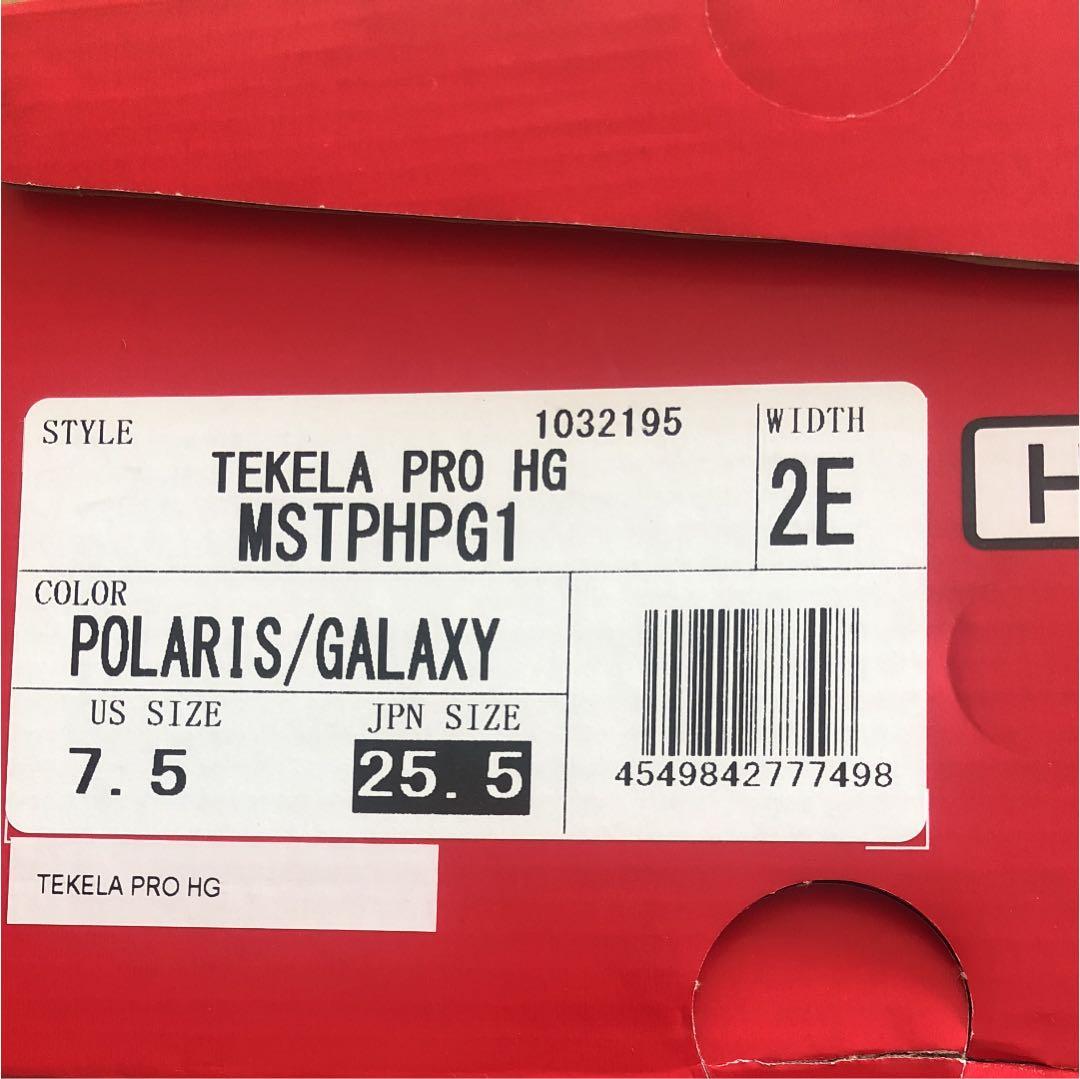 STYLE
1032195
TEKELA PRO HG
MSTPHPG1
WIDTH
2E
COLOR
POLARIS/GALAXY
US SIZE
7.5
JPN SIZE
25.5
4549842777498
H
TEKELA PRO HG